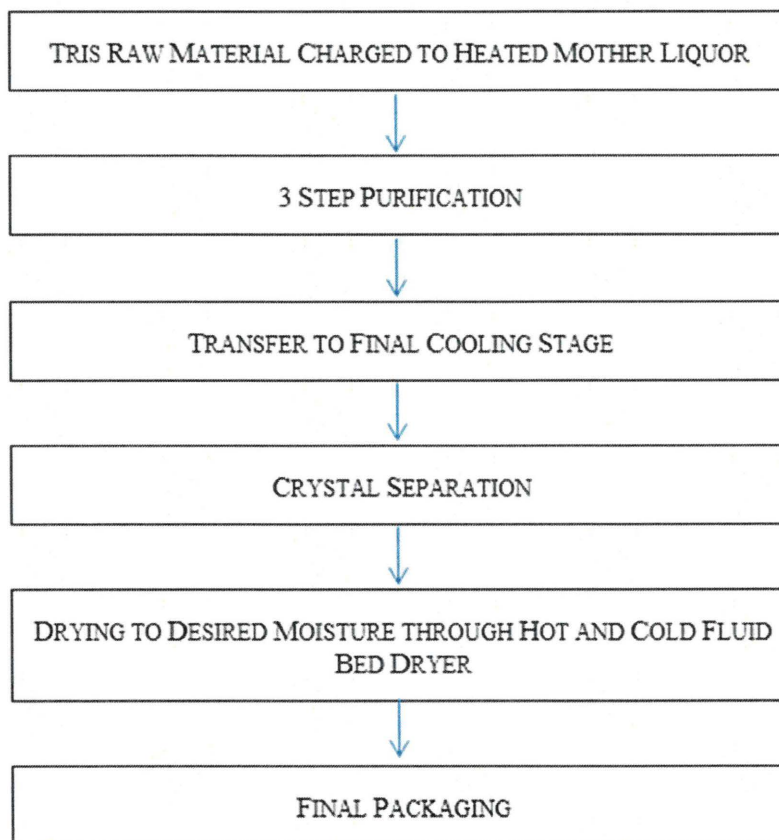 TRIS RAW MATERIAL CHARGED TO HEATED MOTHER LIQUOR
3 STEP PURIFICATION
TRANSFER TO FINAL COOLING STAGE
CRYSTAL SEPARATION
DRYING TO DESIRED MOISTURE THROUGH HOT AND COLD FLUID
BED DRYER
FINAL PACKAGING